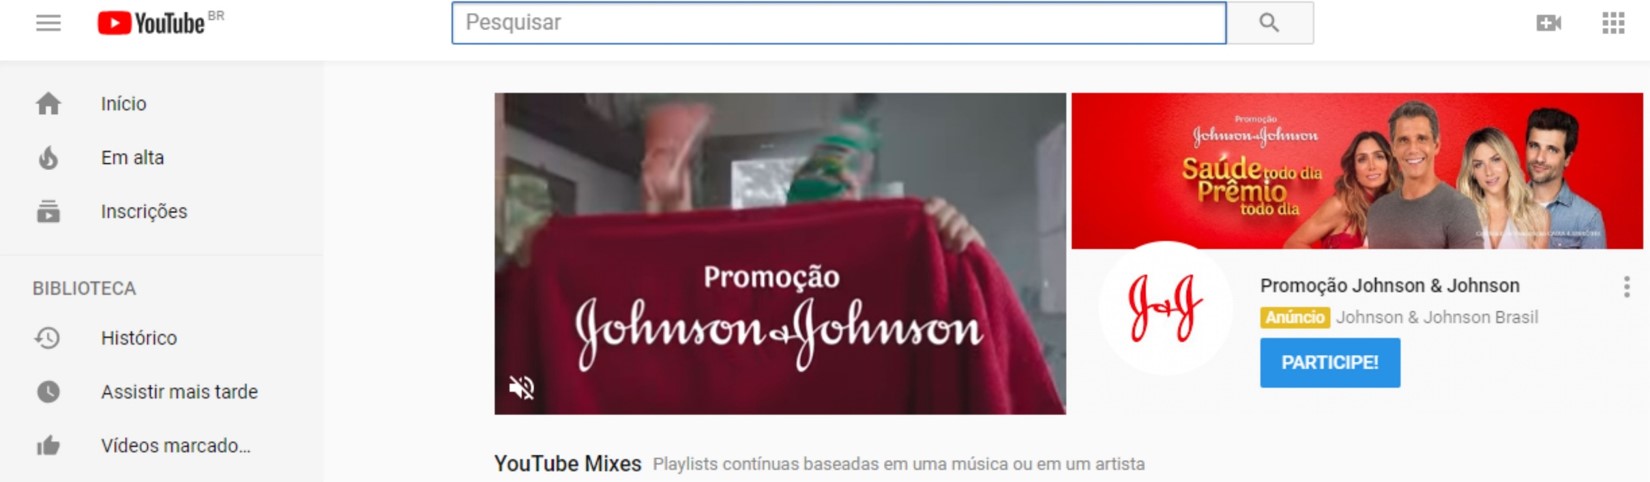 YouTube BR
Pesquisar
Início
Em alta
Inscrições
BIBLIOTECA
Histórico
Assistir mais tarde
Vídeos marcado...
Promoção
Johnson & Johnson
Promoção
Johnson & Johnson
Saúde todo dia
Prêmio
todo dia
J&J
Promoção Johnson & Johnson
Anúncio Johnson & Johnson Brasil
PARTICIPE!
YouTube Mixes Playlists contínuas baseadas em uma música ou em um artista